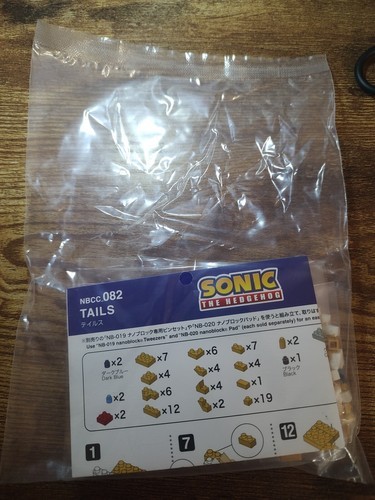 NBCC_082
TAILS
テイルス
SONIC
THE HEDGEHOG
※別売りの"NB-019 ナノブロック専用ピンセット"や"NB-020 ナノブロックパッド"を使うと組み立て、取りは
Use "NB-019 nanoblock+ Tweezers" and "NB-020 nanoblock+ Pad" (each sold separately) for an eas
×2
ダークブルー
Dark Blue
×2
×2
×7
×4
×6
×12
×6
×4
×4
×2
×7
×4
×1
×19
×2
×1
ブラック
Black
1
7
12